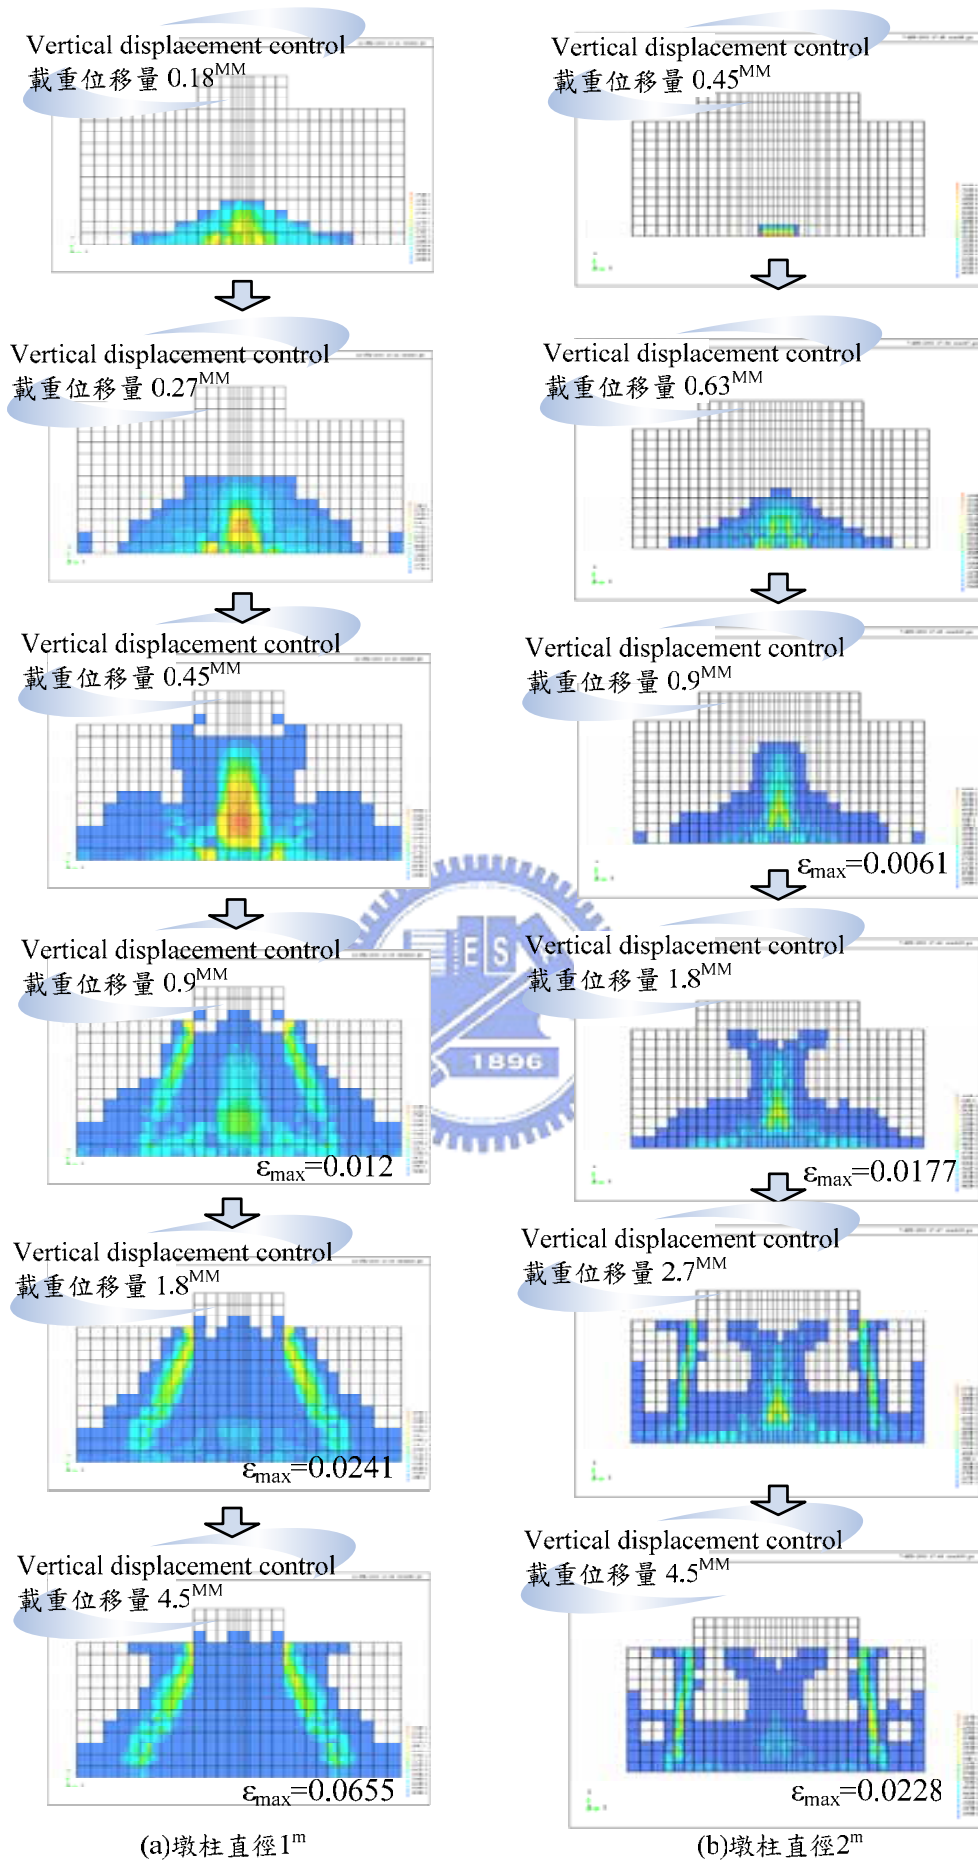 Vertical displacement control
載重位移量 0.18MM
Vertical displacement control
載重位移量 0.27MM
Vertical displacement control
載重位移量 0.45MM
Vertical displacement control
載重位移量 0.9MM
εmax=0.012
Vertical displacement control
載重位移量 1.8MM
εmax=0.0241
Vertical displacement control
載重位移量 4.5MM
εmax=0.0655
(a)墩柱直徑1m
Vertical displacement control
載重位移量 0.45MM
Vertical displacement control
載重位移量 0.63MM
Vertical displacement control
載重位移量 0.9MM
εmax=0.0061
Vertical displacement control
載重位移量 1.8MM
εmax=0.0177
Vertical displacement control
載重位移量 2.7MM
Vertical displacement control
載重位移量 4.5MM
εmax=0.0228
(b)墩柱直徑2m
ES
1896